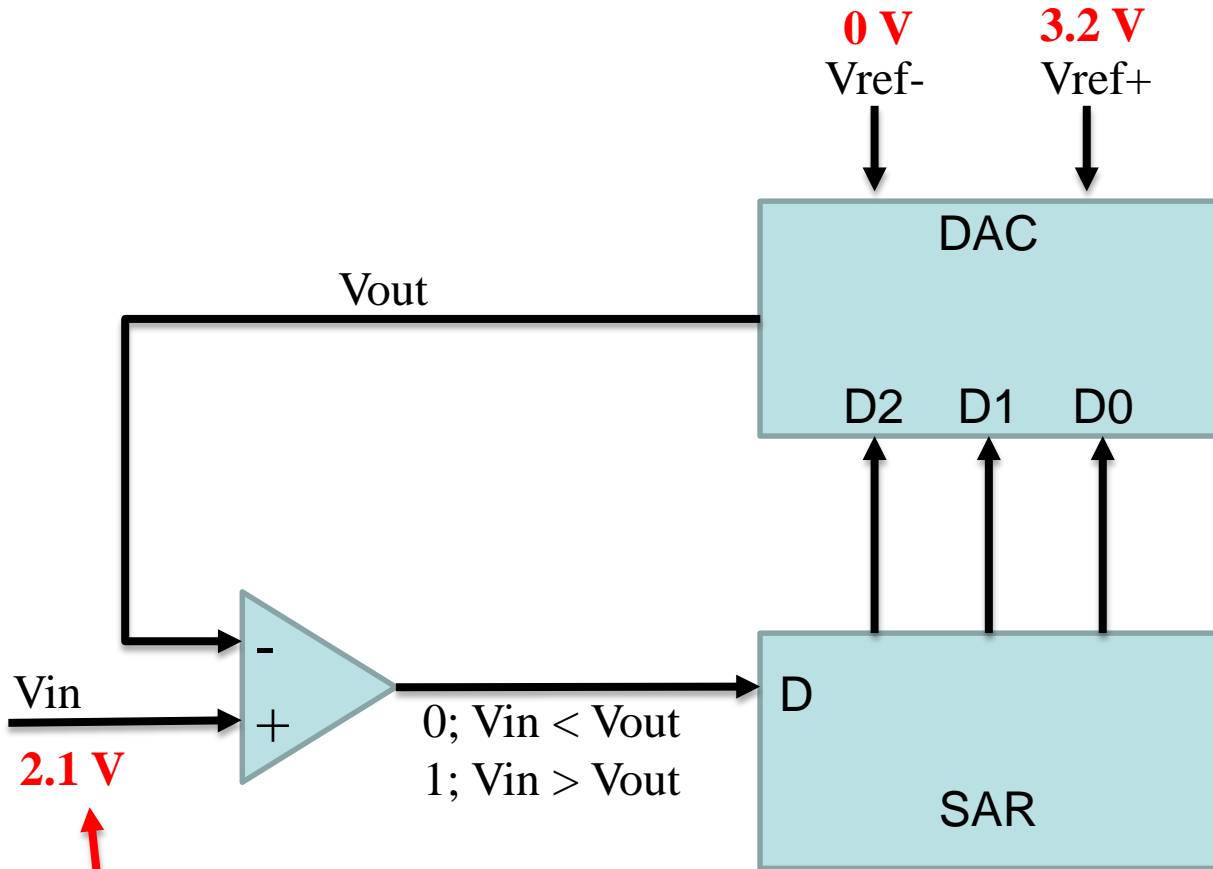 0 V 3.2 V
Vref- Vref+
DAC
Vout
D2 D1 D0
-
Vin
+
D
0; Vin < Vout
2.1 V
1; Vin > Vout
SAR